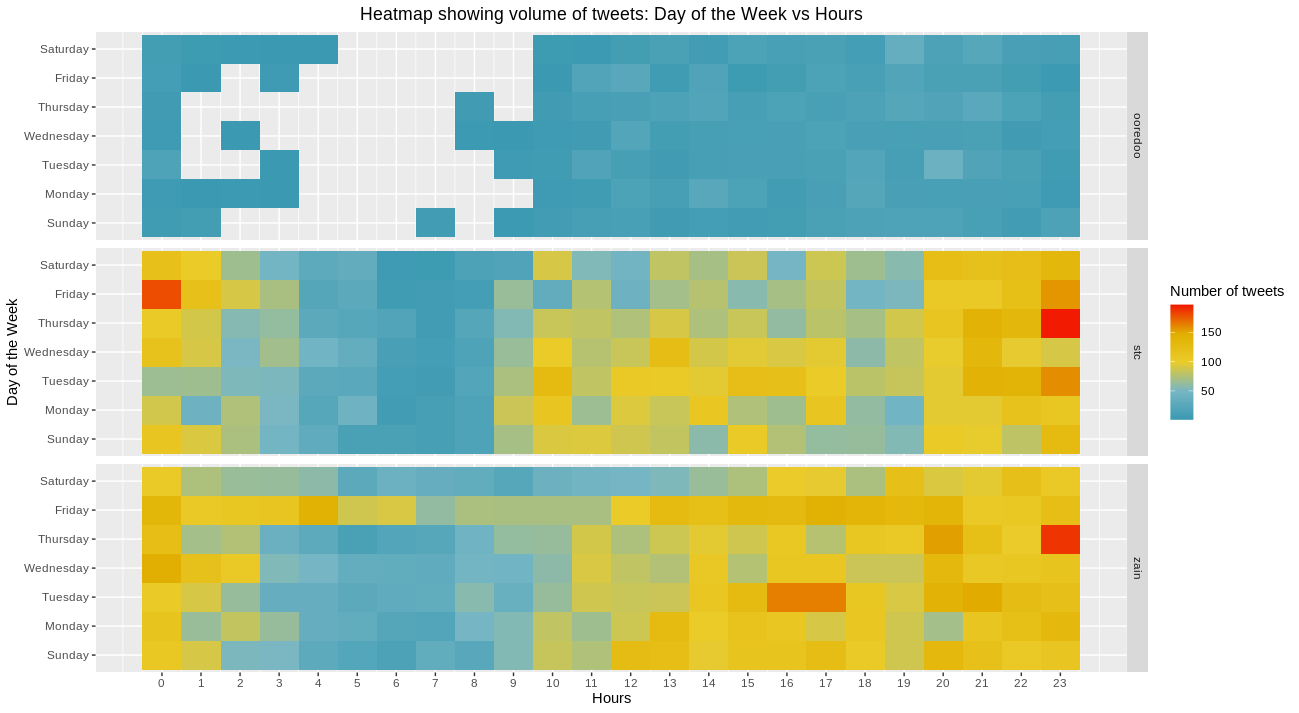 Heatmap showing volume of tweets: Day of the Week vs Hours
Day of the Week
Saturday
Friday
Thursday
Wednesday
Tuesday
Monday
Sunday
ooredoo
Saturday
Friday
Thursday
Wednesday
Tuesday
Monday
Sunday
stc
Saturday
Friday
Thursday
Wednesday
Tuesday
Monday
Sunday
zain
0 1 2 3 4 5 6 7 8 9 10 11 12 13 14 15 16 17 18 19 20 21 22 23
Hours
Number of tweets
150
100
50